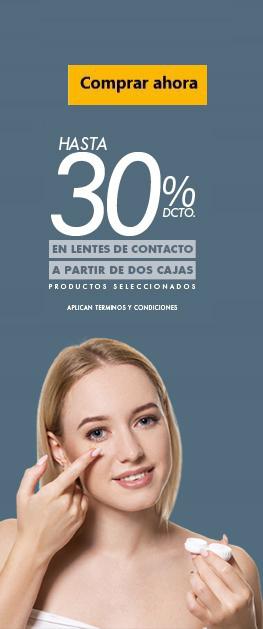 Comprar ahora
HASTA
30%
DCTO.
EN LENTES DE CONTACTO
A PARTIR DE DOS CAJAS
PRODUCTOS SELECCIONADOS
APLICAN TERMINOS Y CONDICIONES